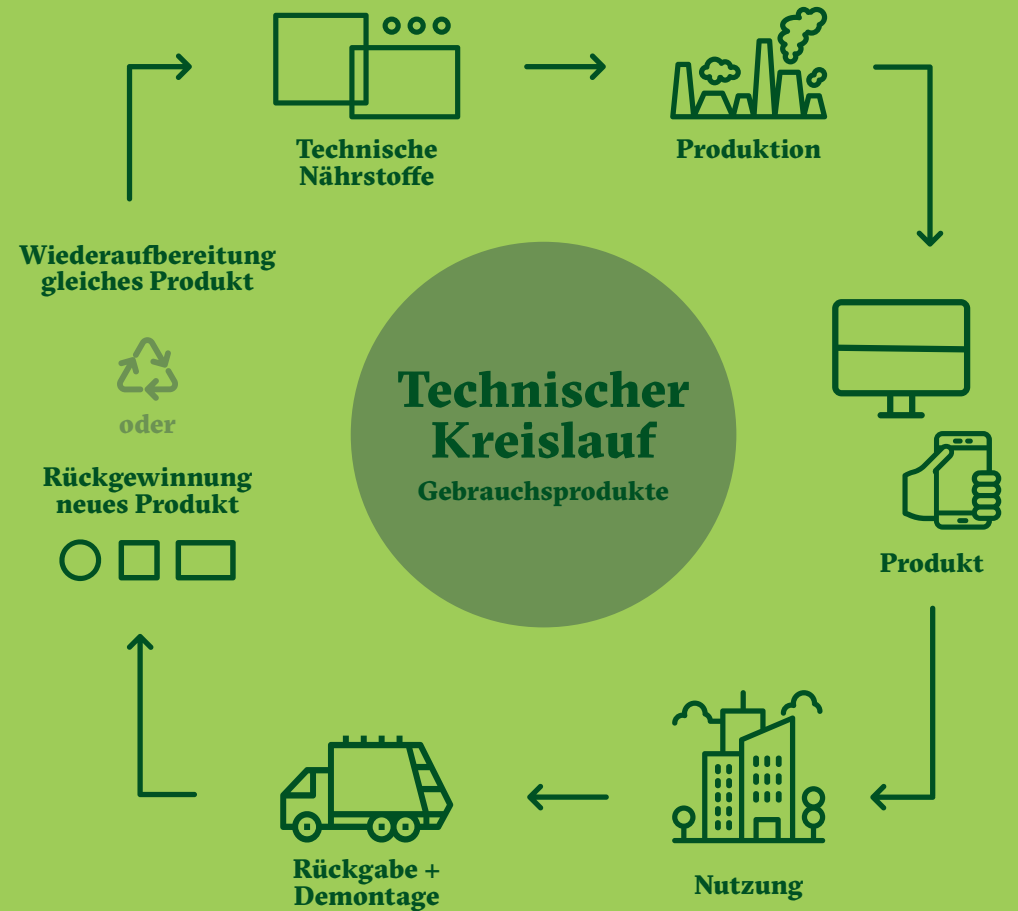 Technische
Nährstoffe
Produktion
Wiederaufbereitung
gleiches Produkt
oder
Rückgewinnung
neues Produkt
Technischer
Kreislauf
Gebrauchsprodukte
Produkt
Rückgabe +
Demontage
Nutzung